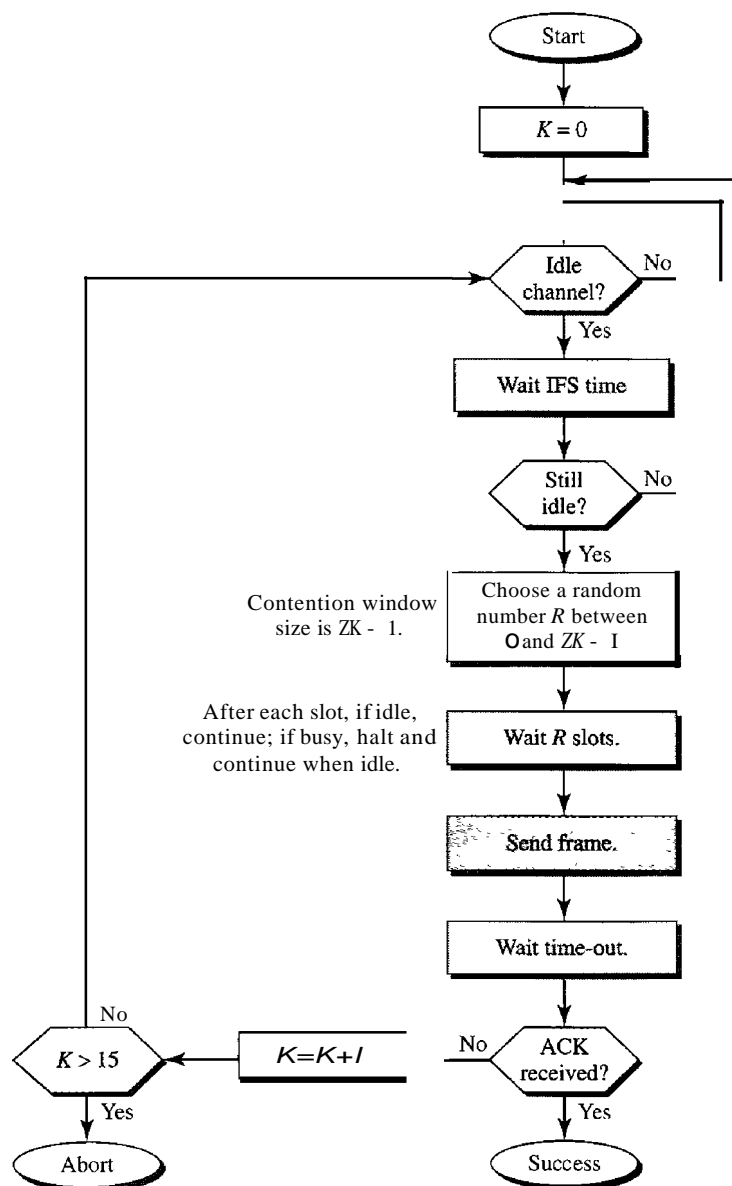 Start
K = 0
Idle
channel?
No
Yes
Wait IFS time
Still
idle?
No
Yes
Contention window
size is ZK - 1.
Choose a random
number R between
O and ZK - I
After each slot, if idle,
continue; if busy, halt and
continue when idle.
Wait R slots.
Send frame.
Wait time-out.
ACK
received?
No
Yes
K=K+I
K > 15
No
Yes
Abort
Success